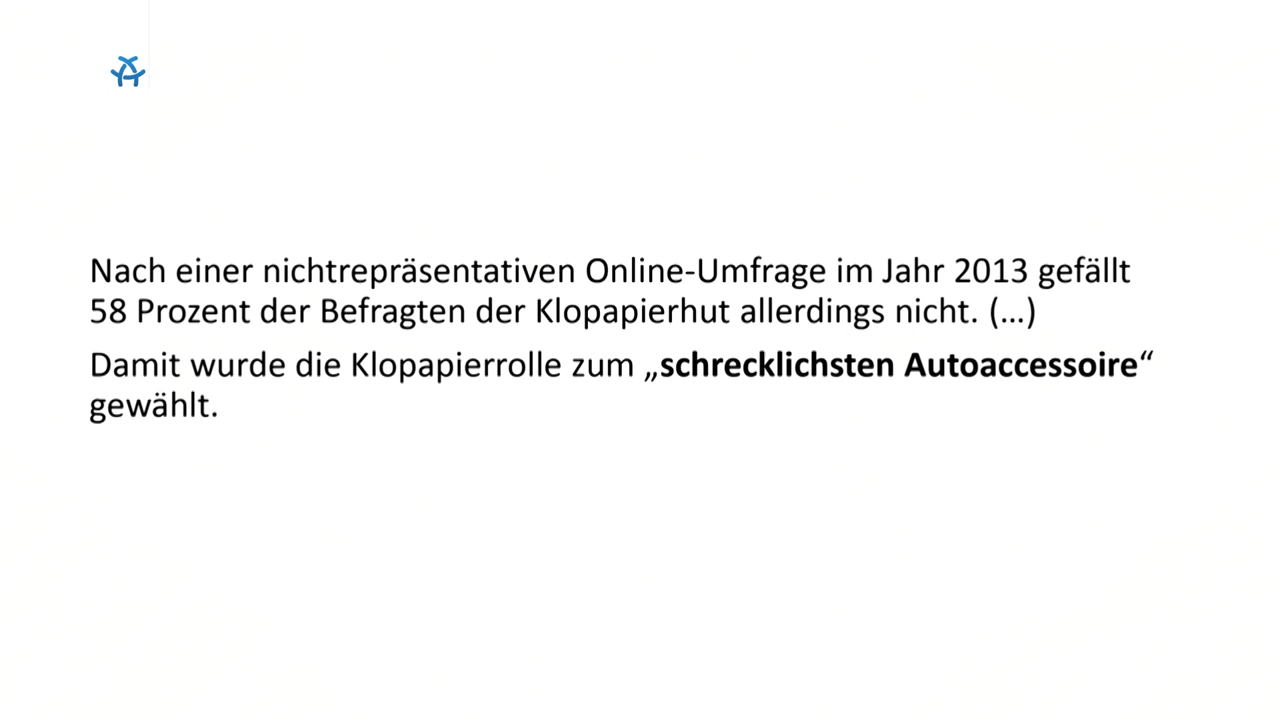 Nach einer nichtrepräsentativen Online-Umfrage im Jahr 2013 gefällt
58 Prozent der Befragten der Klopapierhut allerdings nicht. (…)
Damit wurde die Klopapierrolle zum „schrecklichsten Autoaccessoire“
gewählt.